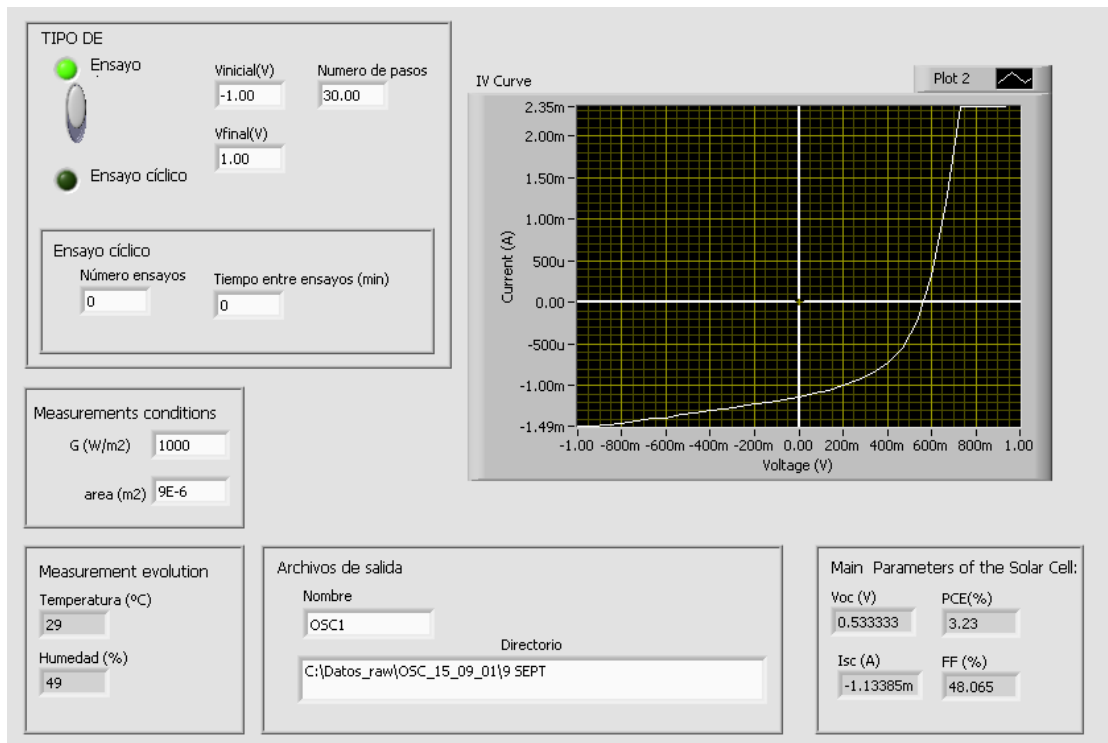 TIPO DE
Ensayo
Vinicial(V)
Numero de pasos
-1.00
30.00
Vfinal(V)
1.00
Ensayo cíclico
Ensayo cíclico
Número ensayos
Tiempo entre ensayos (min)
0
0
IV Curve
Plot 2
2.35m
2.00m
1.50m
1.00m
500u
0.00
-500u
-1.00m
-1.49m
Current (A)
-1.00 -800m -600m -400m -200m 0.00 200m 400m 600m 800m 1.00
Voltage (V)
Measurements conditions
G (W/m2) 1000
area (m2) 9E-6
Measurement evolution
Temperatura (ºC)
29
Humedad (%)
49
Archivos de salida
Nombre
OSC1
Directorio
C:\Datos_raw\OSC_15_09_01\9 SEPT
Main Parameters of the Solar Cell:
Voc (V) PCE(%)
0.533333 3.23
Isc (A) FF (%)
-1.13385m 48.065